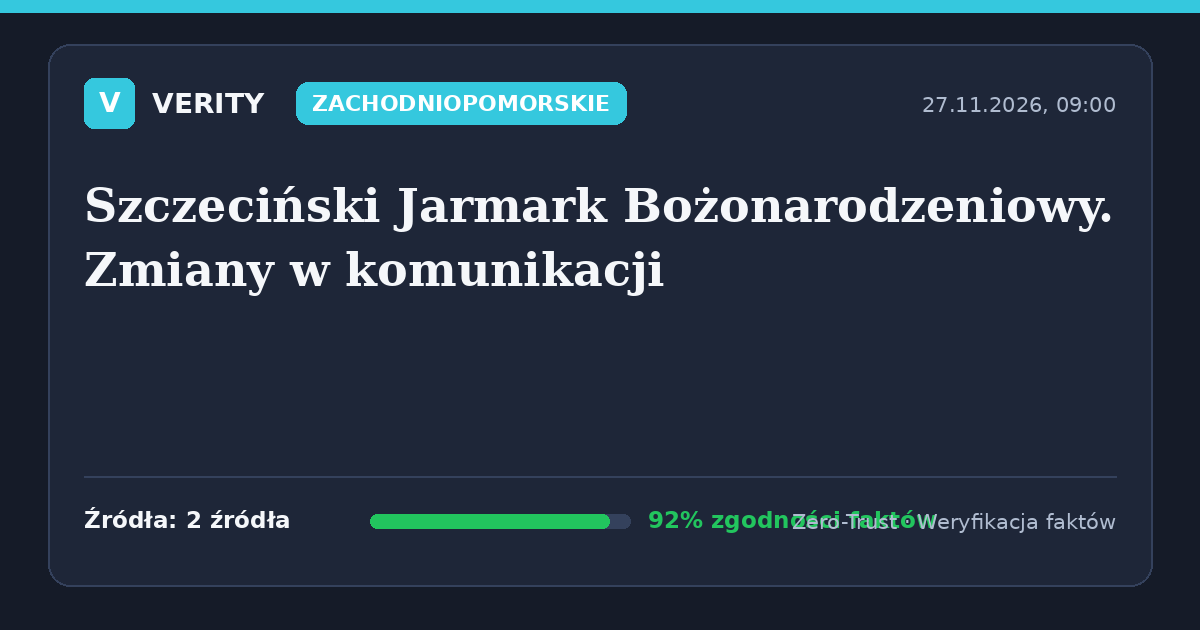 V VERITY ZACHODNIOPOMORSKIE 27.11.2026, 09:00
Szczeciński Jarmark Bożonarodzeniowy.
Zmiany w komunikacji
Źródła: 2 źródła 92% zgodności faktów Zero-Trust · Weryfikacja faktów